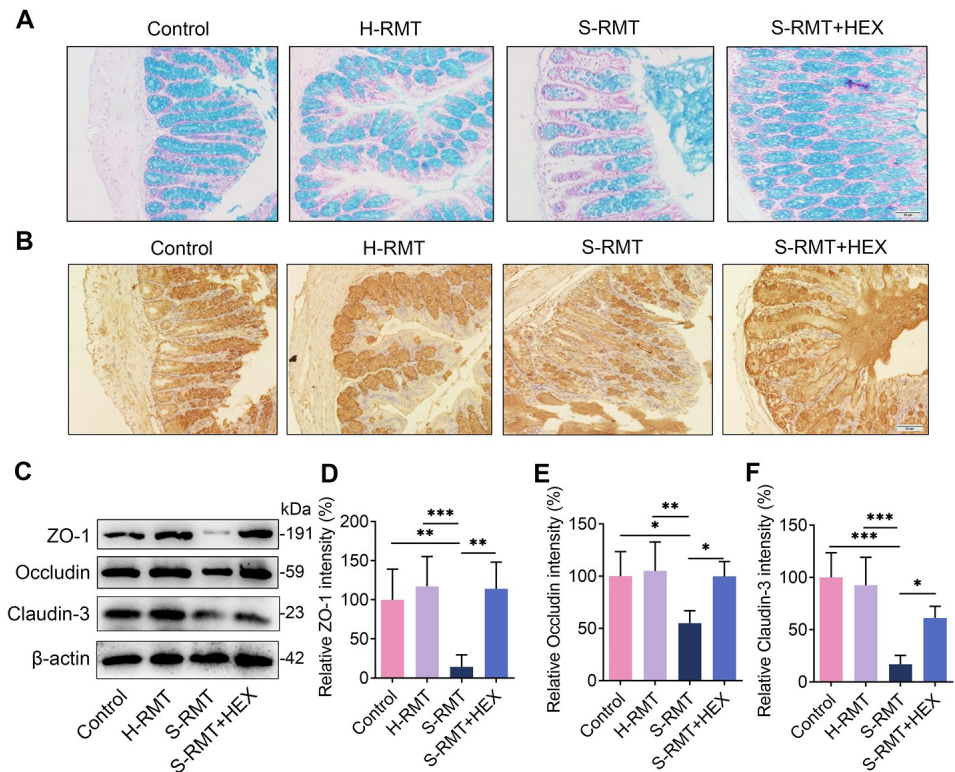 A
Control H-RMT S-RMT S-RMT+HEX
B
Control H-RMT S-RMT S-RMT+HEX
C
kDa
ZO-1 -191
Occludin -59
Claudin-3 -23
β-actin -42
Control H-RMT S-RMT S-RMT+HEX
D
Relative ZO-1 intensity (%)
200
150
100
50
0
*** ** **
Control H-RMT S-RMT S-RMT+HEX
E
Relative Occludin intensity (%)
150
100
50
0
** * *
Control H-RMT S-RMT S-RMT+HEX
F
Relative Claudin-3 intensity (%)
150
100
50
0
*** *** *
Control H-RMT S-RMT S-RMT+HEX